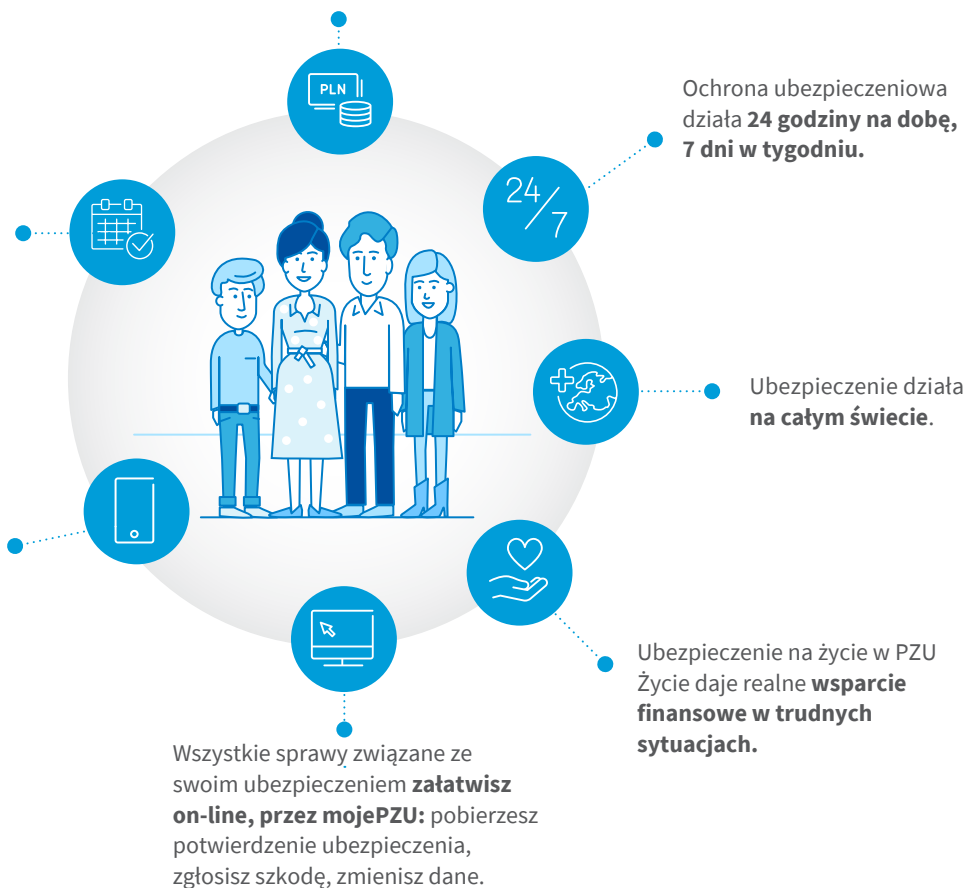 PLN
Ochrona ubezpieczeniowa
działa 24 godziny na dobę,
7 dni w tygodniu.
24/7
Ubezpieczenie działa
na całym świecie.
Ubezpieczenie na życie w PZU
Życie daje realne wsparcie
finansowe w trudnych
sytuacjach.
Wszystkie sprawy związane ze
swoim ubezpieczeniem załatwisz
on-line, przez mojePZU: pobierzesz
potwierdzenie ubezpieczenia,
zgłosisz szkodę, zmienisz dane.